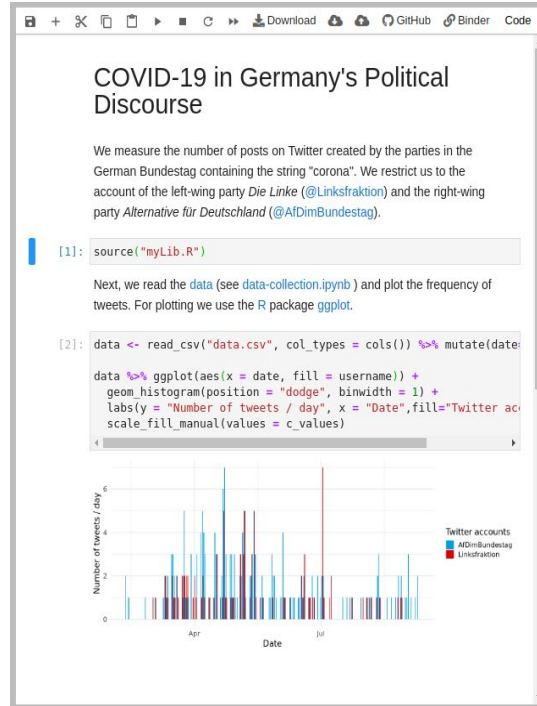 Download GitHub Binder Code
COVID-19 in Germany's Political
Discourse
We measure the number of posts on Twitter created by the parties in the
German Bundestag containing the string "corona". We restrict us to the
account of the left-wing party Die Linke (@Linksfraktion) and the right-wing
party Alternative für Deutschland (@AfDimBundestag).
[1]: source("myLib.R")
Next, we read the data (see data-collection.ipynb ) and plot the frequency of
tweets. For plotting we use the R package ggplot.
[2]: data <- read_csv("data.csv", col_types = cols()) %>% mutate(date=
data %>% ggplot(aes(x = date, fill = username)) +
geom_histogram(position = "dodge", binwidth = 1) +
labs(y = "Number of tweets / day", x = "Date",fill="Twitter acc
scale_fill_manual(values = c_values)
Number of tweets / day
6
4
2
0
Apr Jul
Date
Twitter accounts
AfDimBundestag
Linksfraktion